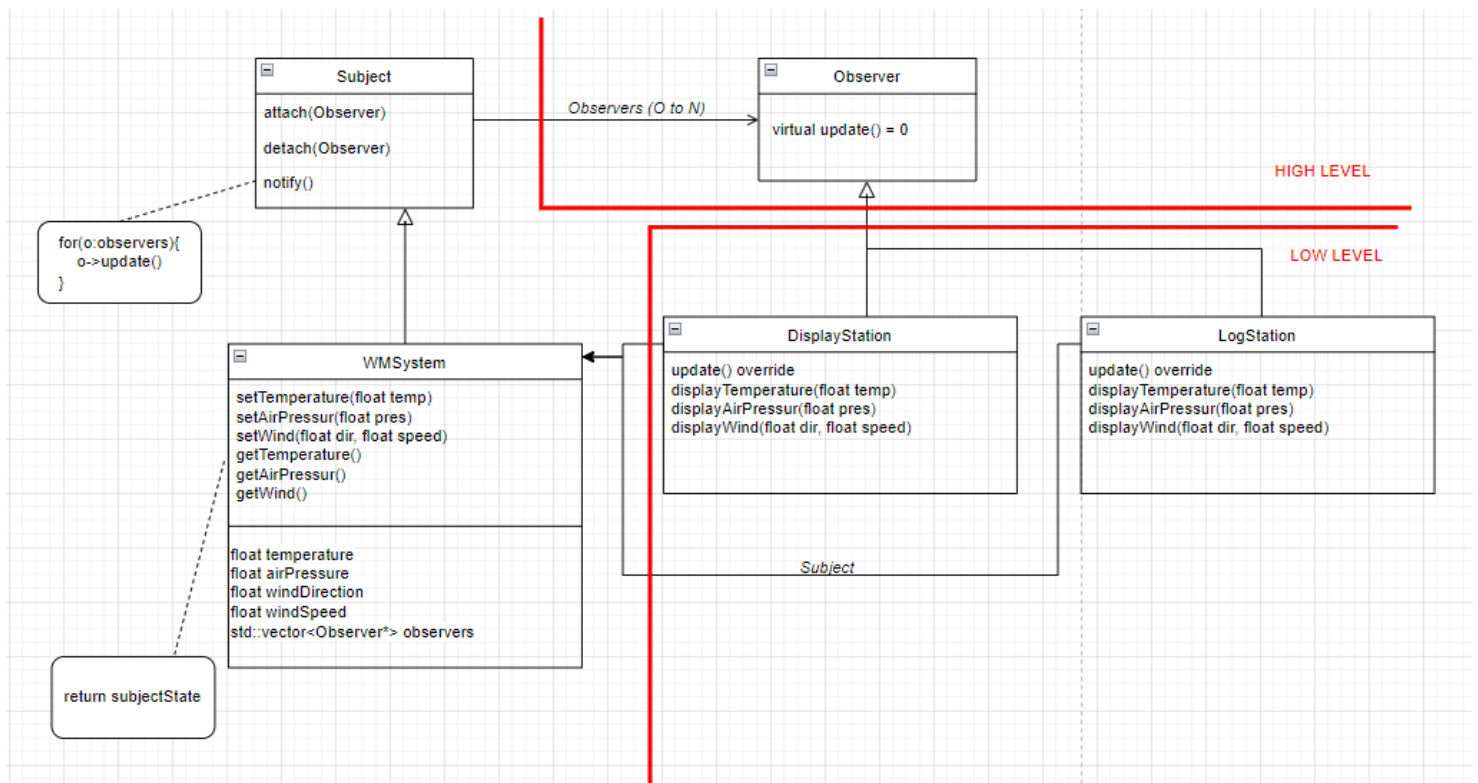 Subject
attach(Observer)
detach(Observer)
notify()
Observers (O to N)
Observer
virtual update() = 0
HIGH LEVEL
LOW LEVEL
for(o:observers){
o->update()
}
WMSystem
setTemperature(float temp)
setAirPressur(float pres)
setWind(float dir, float speed)
getTemperature()
getAirPressur()
getWind()
float temperature
float airPressure
float windDirection
float windSpeed
std::vector<Observer*> observers
return subjectState
DisplayStation
update() override
displayTemperature(float temp)
displayAirPressur(float pres)
displayWind(float dir, float speed)
LogStation
update() override
displayTemperature(float temp)
displayAirPressur(float pres)
displayWind(float dir, float speed)
Subject